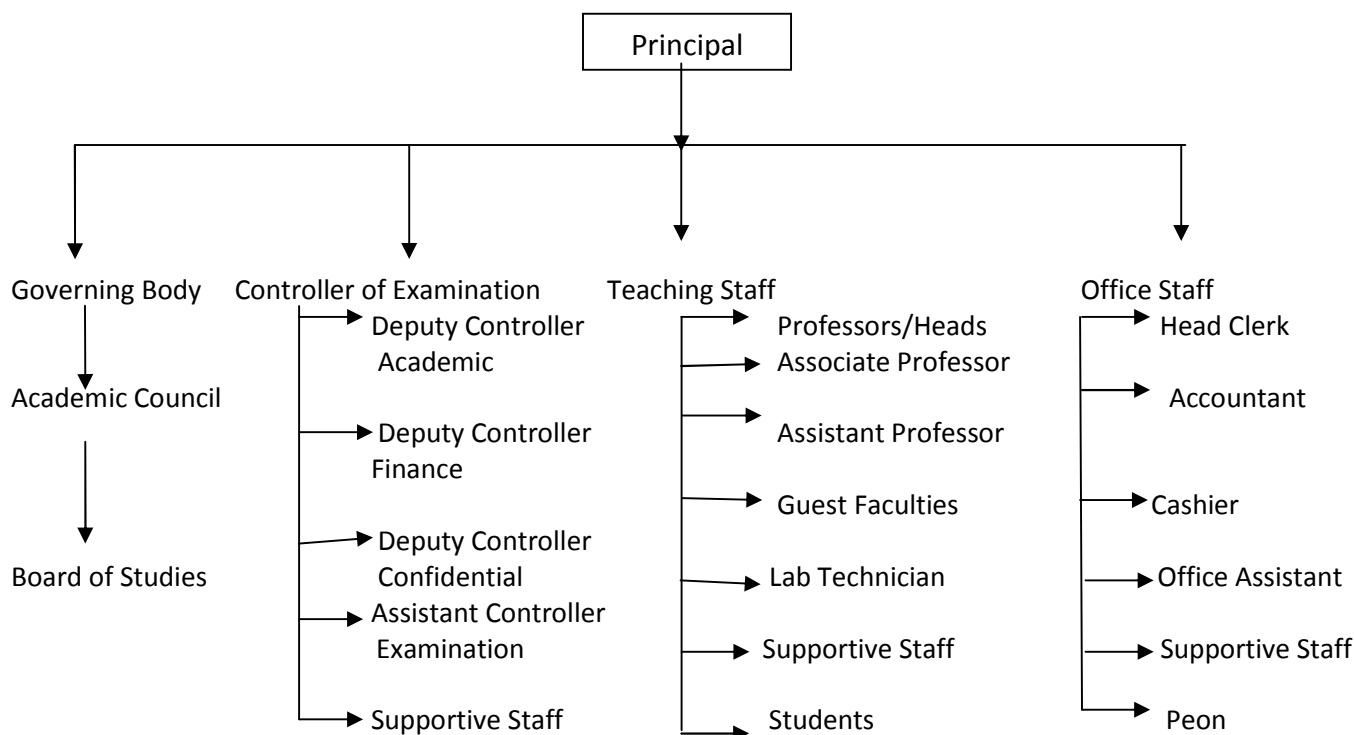 Principal
Governing Body
Academic Council
Board of Studies
Controller of Examination
Deputy Controller
Academic
Deputy Controller
Finance
Deputy Controller
Confidential
Assistant Controller
Examination
Supportive Staff
Teaching Staff
Professors/Heads
Associate Professor
Assistant Professor
Guest Faculties
Lab Technician
Supportive Staff
Students
Office Staff
Head Clerk
Accountant
Cashier
Office Assistant
Supportive Staff
Peon